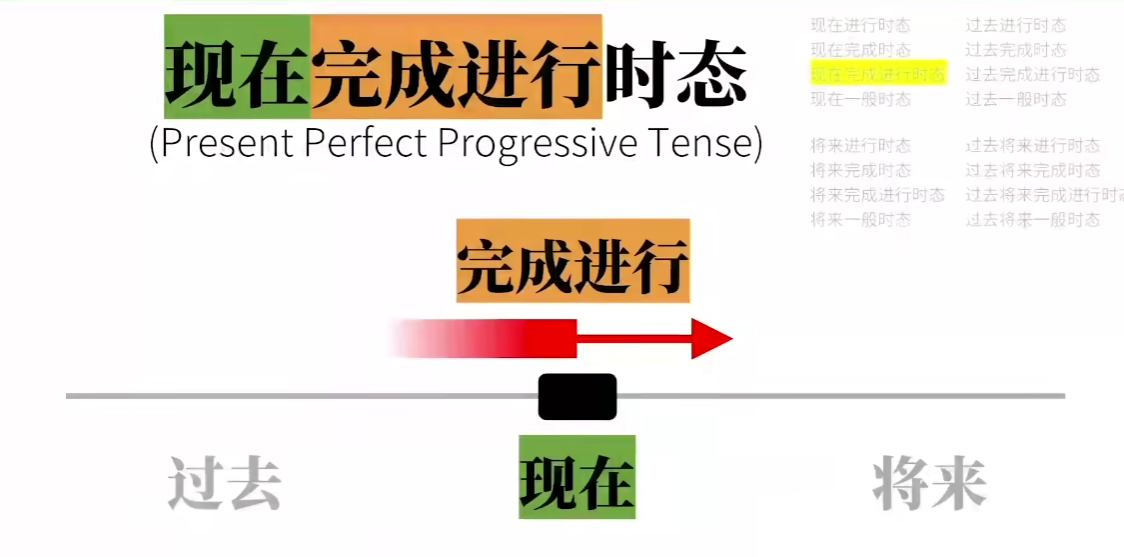 现在完成进行时态
(Present Perfect Progressive Tense)
现在进行时态 过去进行时态
现在完成时态 过去完成时态
现在完成进行时态 过去完成进行时态
现在一般时态 过去一般时态
将来进行时态 过去将来进行时态
将来完成时态 过去将来完成时态
将来完成进行时态 过去将来完成进行时态
将来一般时态 过去将来一般时态
完成进行
过去 现在 将来